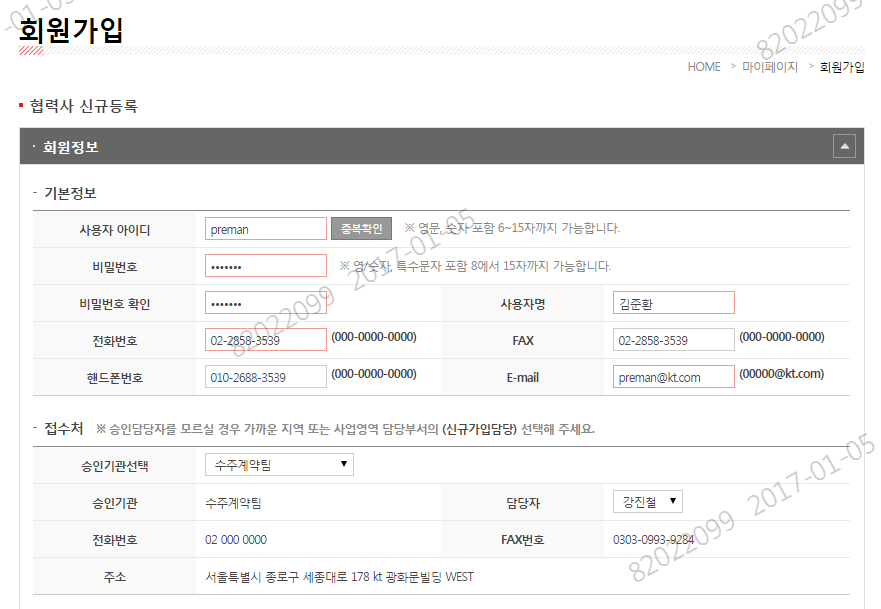 회원가입
HOME > 마이페이지 > 회원가입
협력사 신규등록
· 회원정보
- 기본정보
사용자 아이디 preman 중복확인 ※ 영문, 숫자 포함 6~15자까지 가능합니다.
비밀번호 ••••••• ※ 영/숫자, 특수문자 포함 8에서 15자까지 가능합니다.
비밀번호 확인 ••••••• 사용자명 김준환
전화번호 02-2858-3539 (000-0000-0000) FAX 02-2858-3539 (000-0000-0000)
핸드폰번호 010-2688-3539 (000-0000-0000) E-mail preman@kt.com (00000@kt.com)
- 접수처 ※ 승인담당자를 모르실 경우 가까운 지역 또는 사업영역 담당부서의 (신규가입담당) 선택해 주세요.
승인기관선택 수주계약팀 ▼
승인기관 수주계약팀 담당자 강진철 ▼
전화번호 02 000 0000 FAX번호 0303-0993-9284
주소 서울특별시 종로구 세종대로 178 kt 광화문빌딩 WEST
-01-05
82022099
82022099 2017-01-05
82022099 2017-01-05